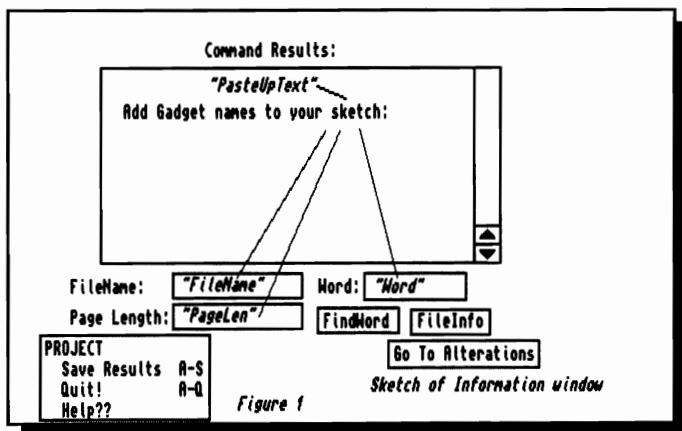 Command Results:
"PasteUpText"
Add Gadget names to your sketch:
FileName: "FileName" Word: "Word"
Page Length: "PageLen" FindWord FileInfo
Go To Alterations
PROJECT
Save Results A-S
Quit! A-Q
Help??
Figure 1
Sketch of Information window